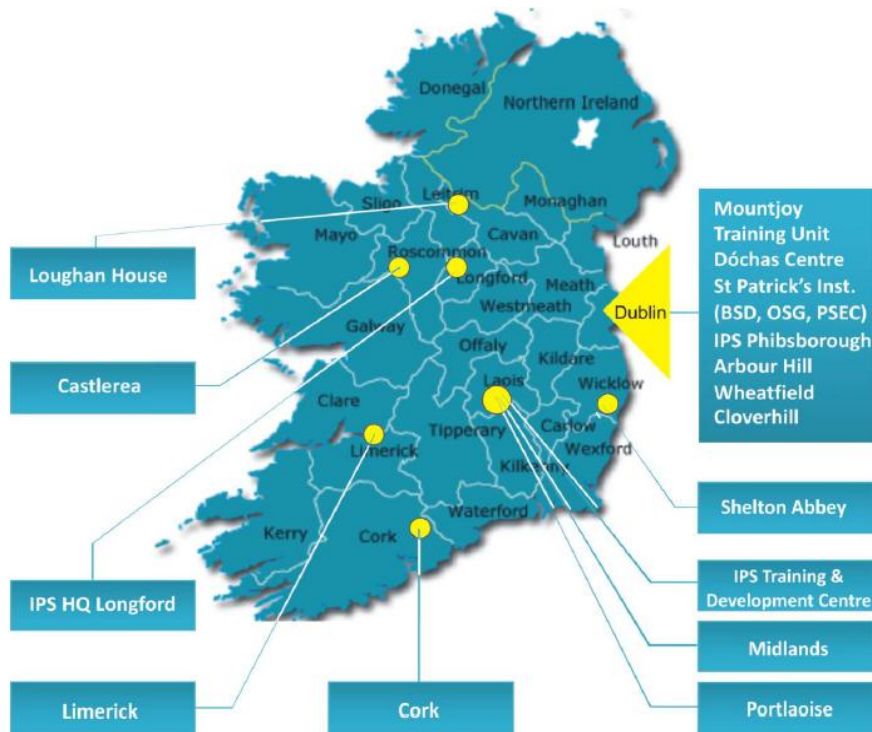 Donegal
Northern Ireland
Sligo
Leitrim
Monaghan
Mayo
Cavan
Louth
Roscommon
Longford
Meath
Westmeath
Dublin
Galway
Offaly
Kildare
Laois
Wicklow
Clare
Carlow
Tipperary
Limerick
Wexford
Kilkenny
Waterford
Kerry
Cork
Loughan House
Castlerea
IPS HQ Longford
Limerick
Cork
Mountjoy
Training Unit
Dóchas Centre
St Patrick's Inst.
(BSD, OSG, PSEC)
IPS Phibsborough
Arbour Hill
Wheatfield
Cloverhill
Shelton Abbey
IPS Training &
Development Centre
Midlands
Portlaoise